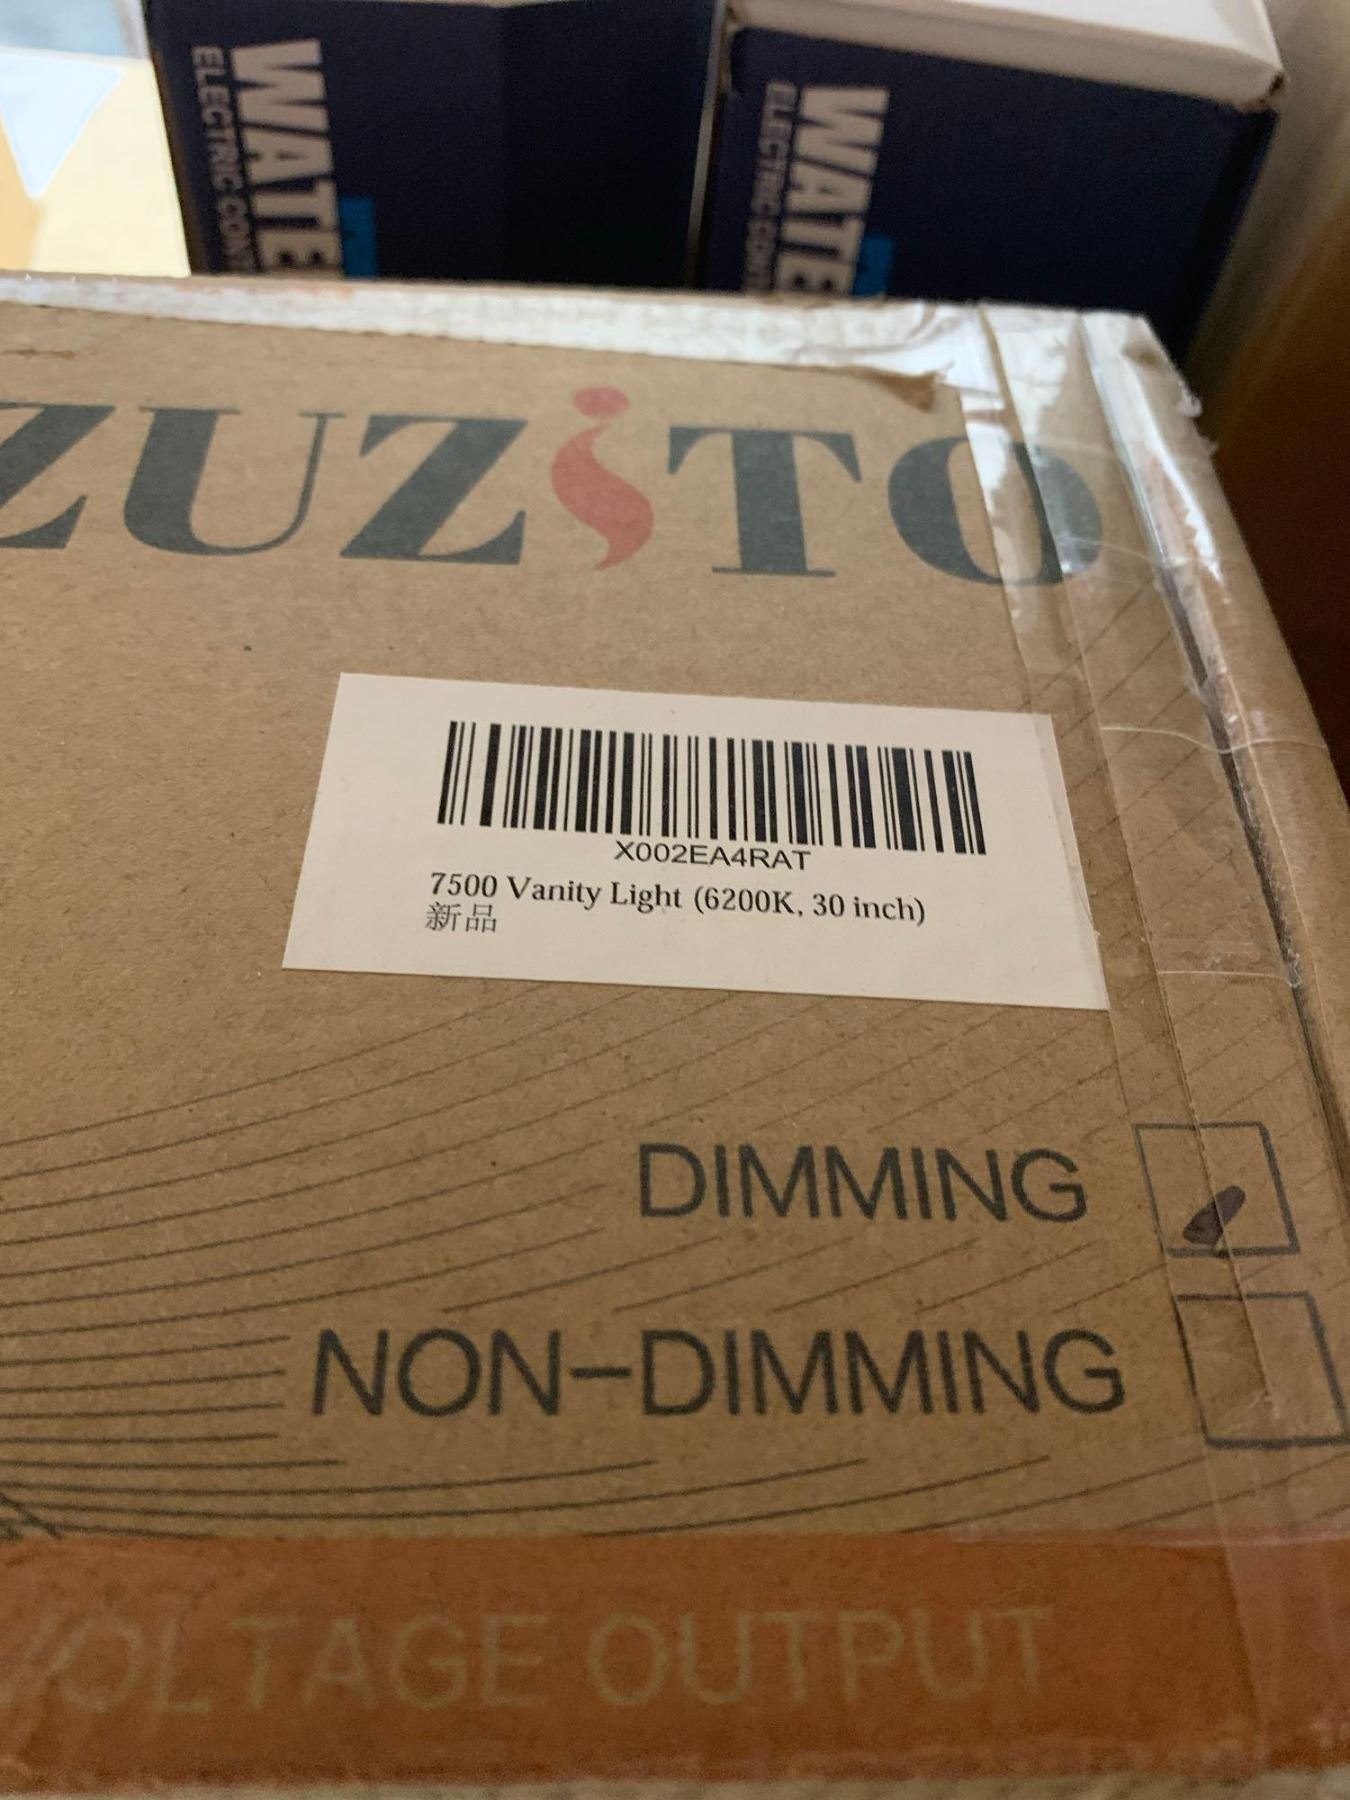 WATE
ELECTRIC CONT
WATE
ELECTRIC CONT
ZUZiTO
X002EA4RAT
7500 Vanity Light (6200K, 30 inch)
新品
DIMMING
NON-DIMMING
VOLTAGE OUTPUT